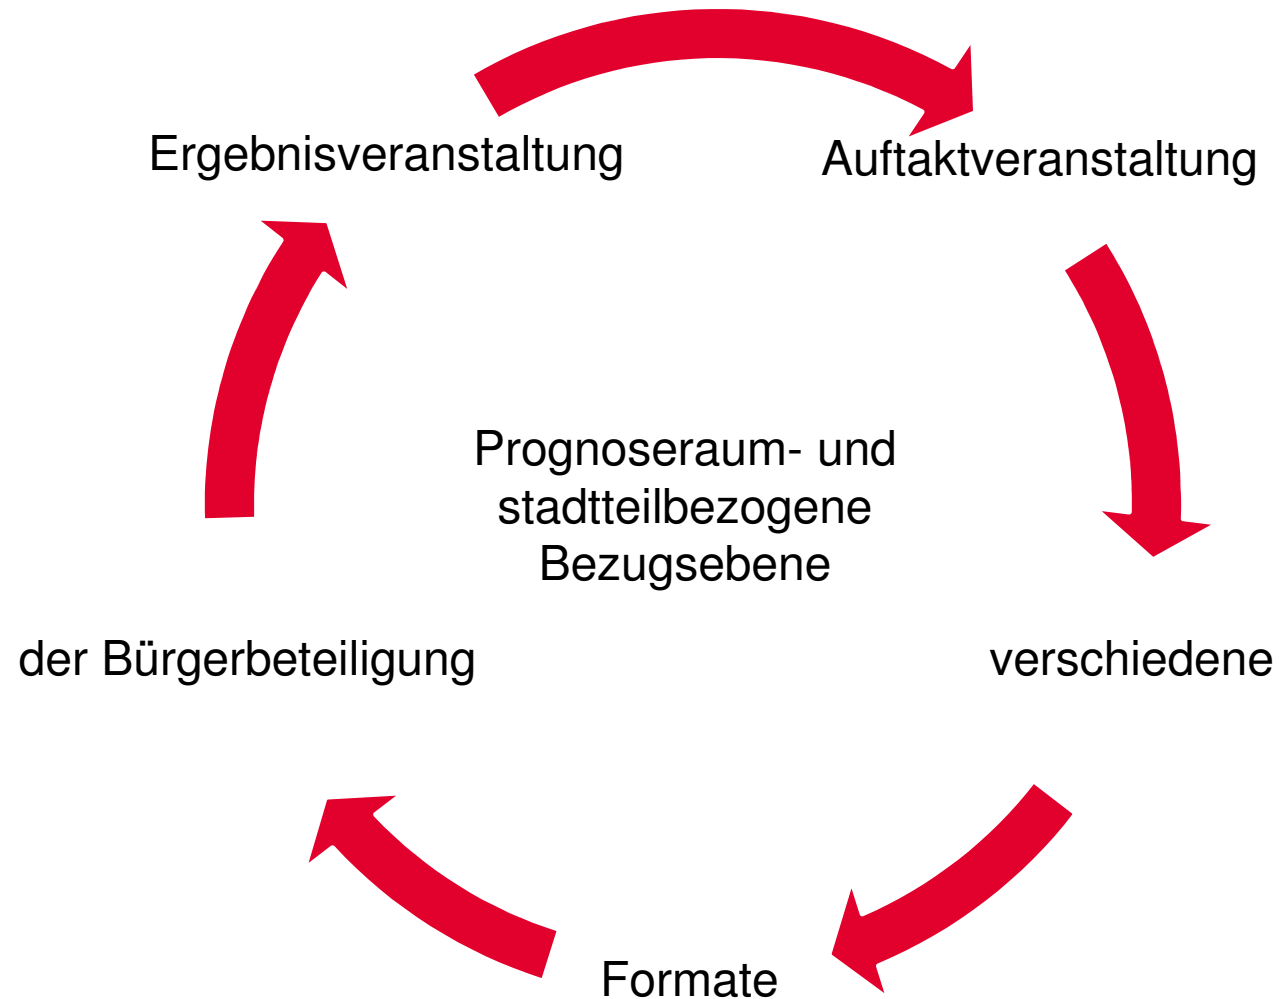 Ergebnisveranstaltung
Auftaktveranstaltung
Prognoseraum- und
stadtteilbezogene
Bezugsebene
der Bürgerbeteiligung
verschiedene
Formate